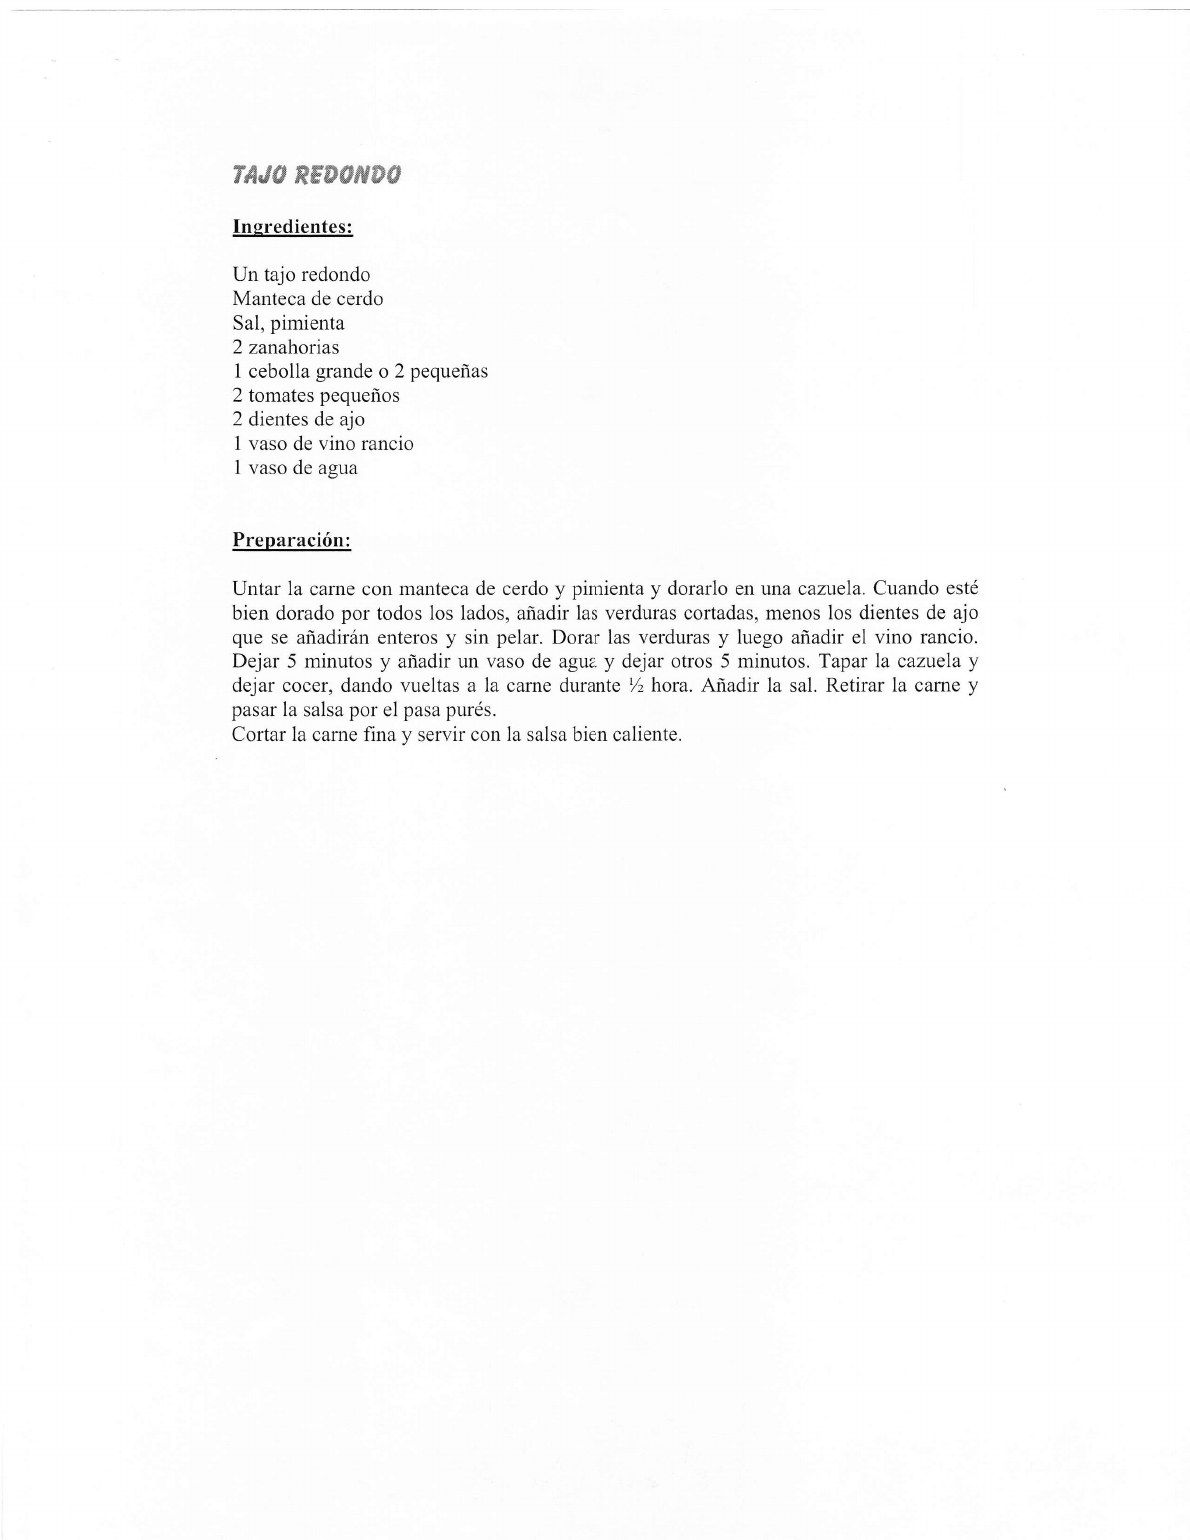 TAJO REDONDO
Ingredientes:
Un tajo redondo
Manteca de cerdo
Sal, pimienta
2 zanahorias
1 cebolla grande o 2 pequeñas
2 tomates pequeños
2 dientes de ajo
1 vaso de vino rancio
1 vaso de agua
Preparación:
Untar la carne con manteca de cerdo y pimienta y dorarlo en una cazuela. Cuando esté
bien dorado por todos los lados, añadir las verduras cortadas, menos los dientes de ajo
que se añadirán enteros y sin pelar. Dorar las verduras y luego añadir el vino rancio.
Dejar 5 minutos y añadir un vaso de agua y dejar otros 5 minutos. Tapar la cazuela y
dejar cocer, dando vueltas a la carne durante ½ hora. Añadir la sal. Retirar la carne y
pasar la salsa por el pasa purés.
Cortar la carne fina y servir con la salsa bien caliente.